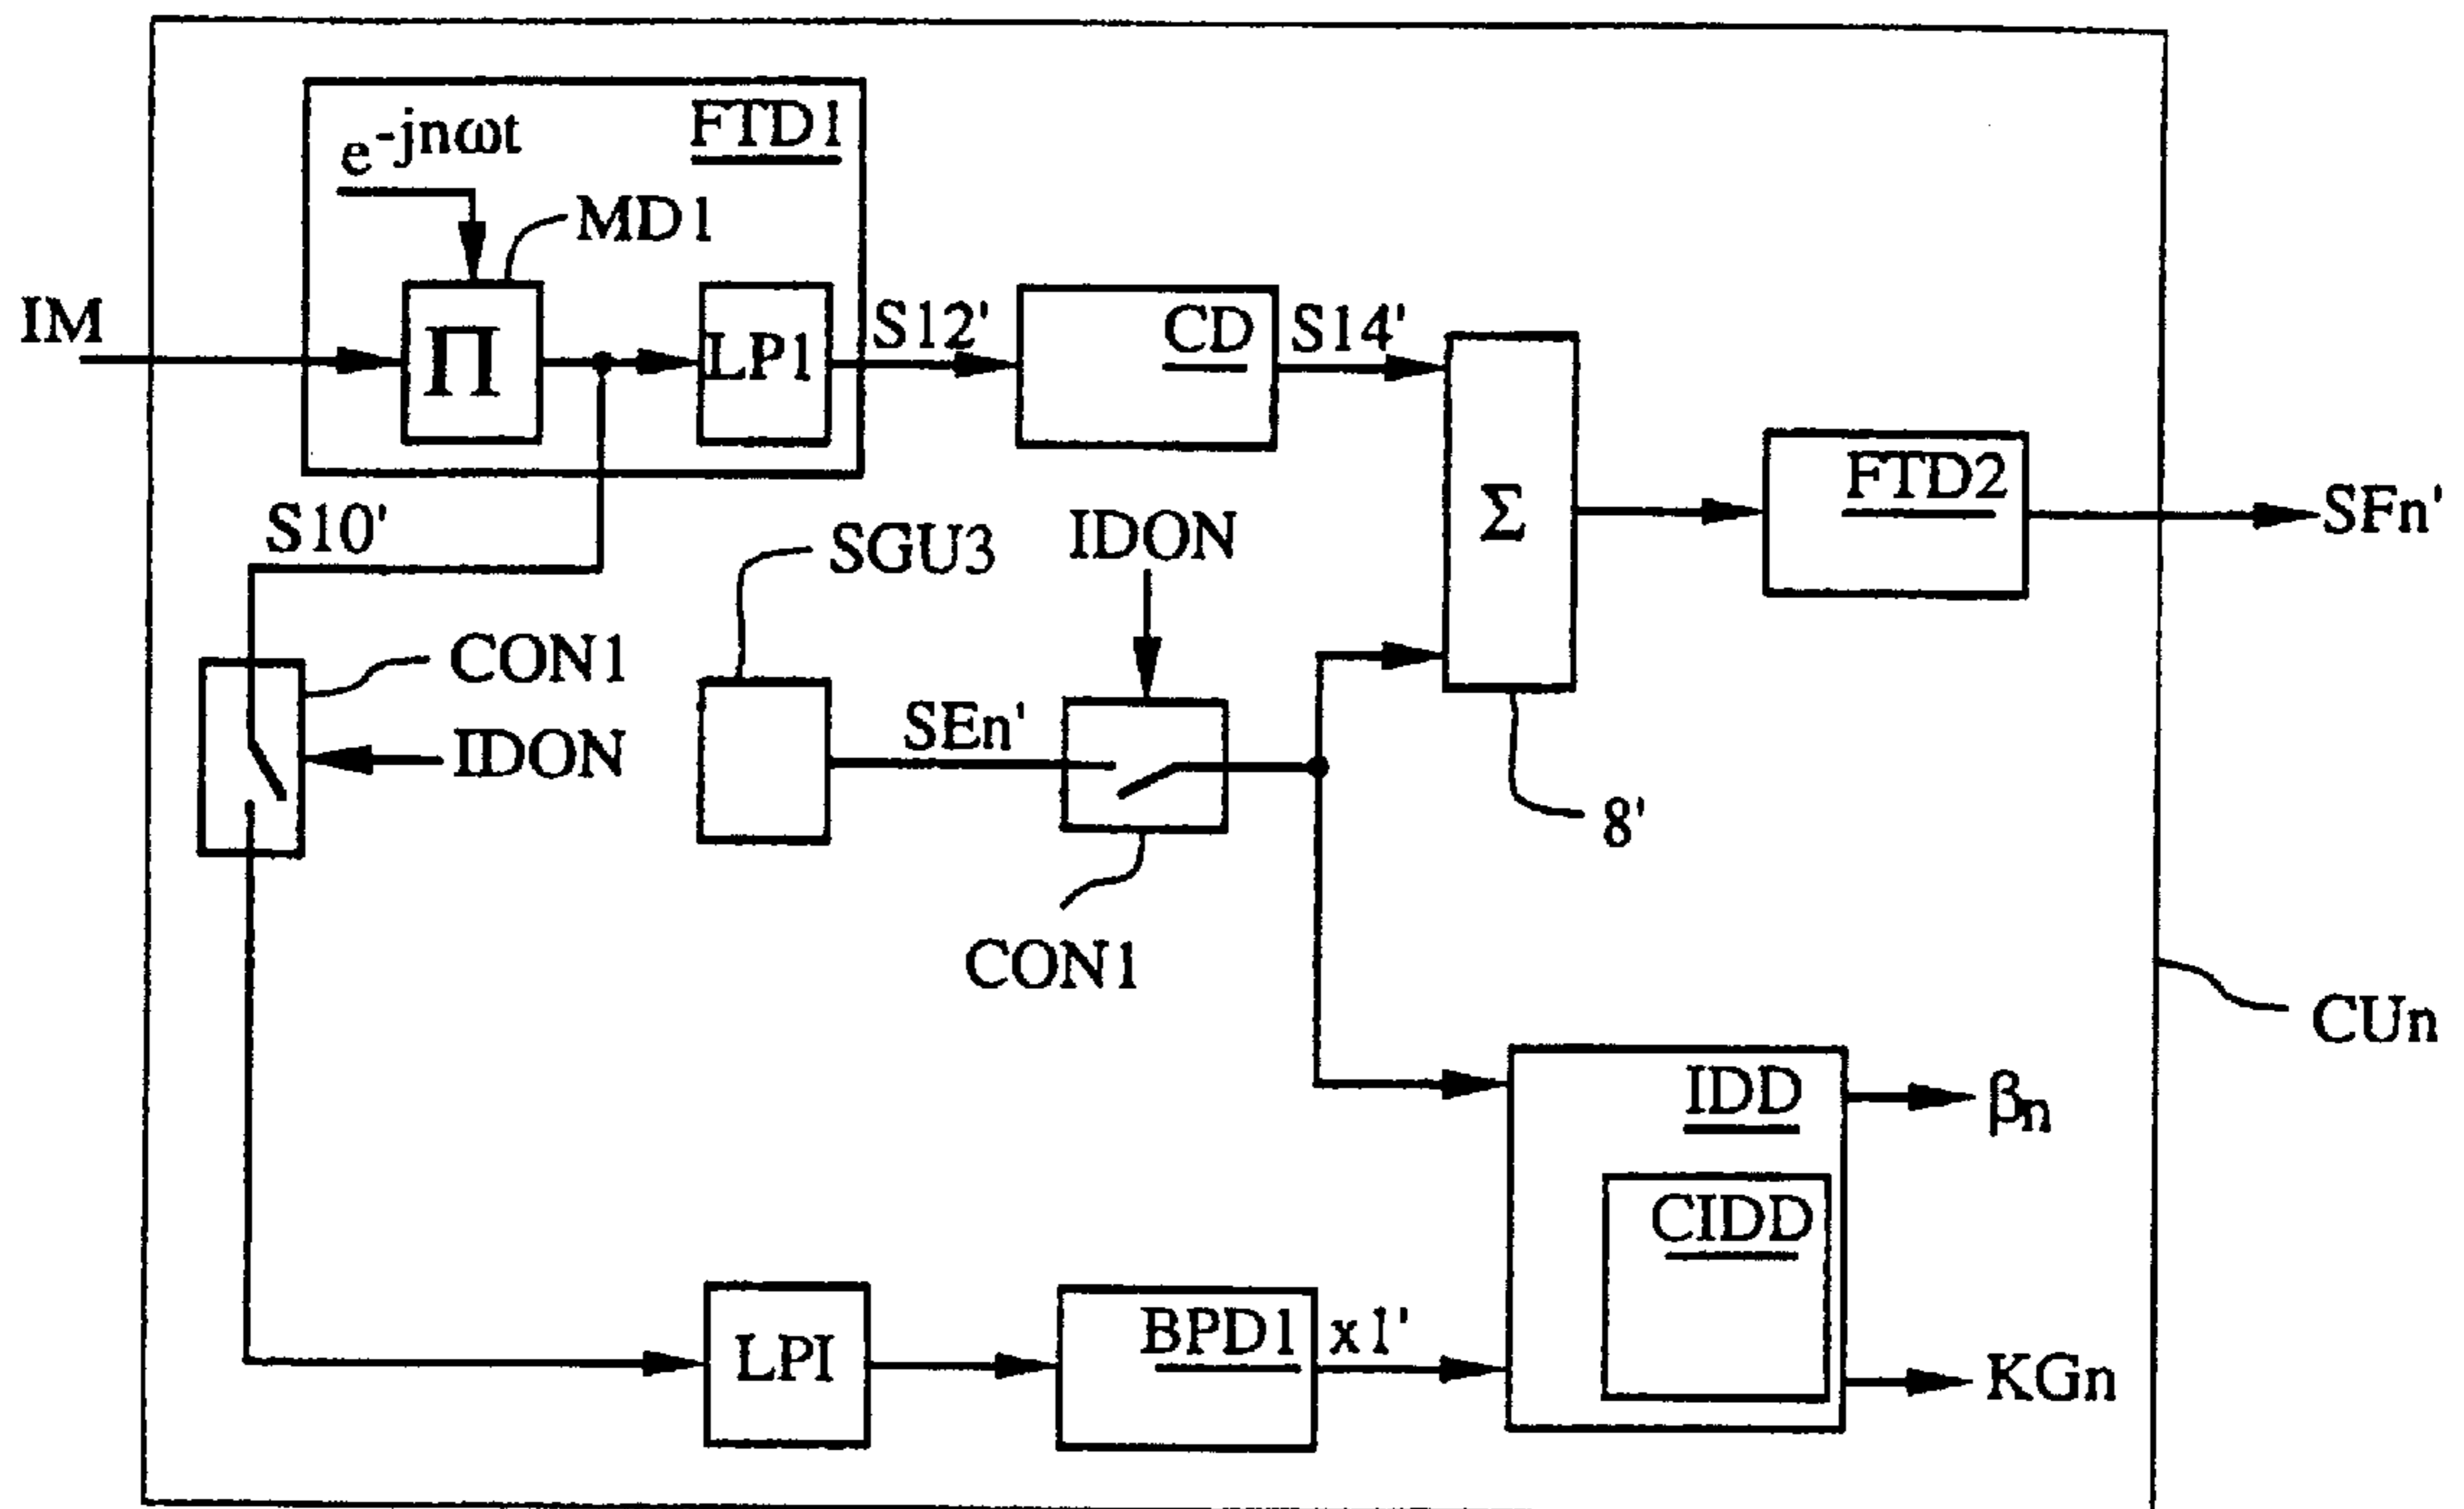 FTD1
e-jnωt
MD1
IM
Π
LP1
S12'
CD
S14'
Σ
FTD2
SFn'
S10'
SGU3
IDON
CON1
IDON
SEn'
8'
CON1
CUn
IDD
βn
CIDD
LPI
BPD1
x1'
KGn